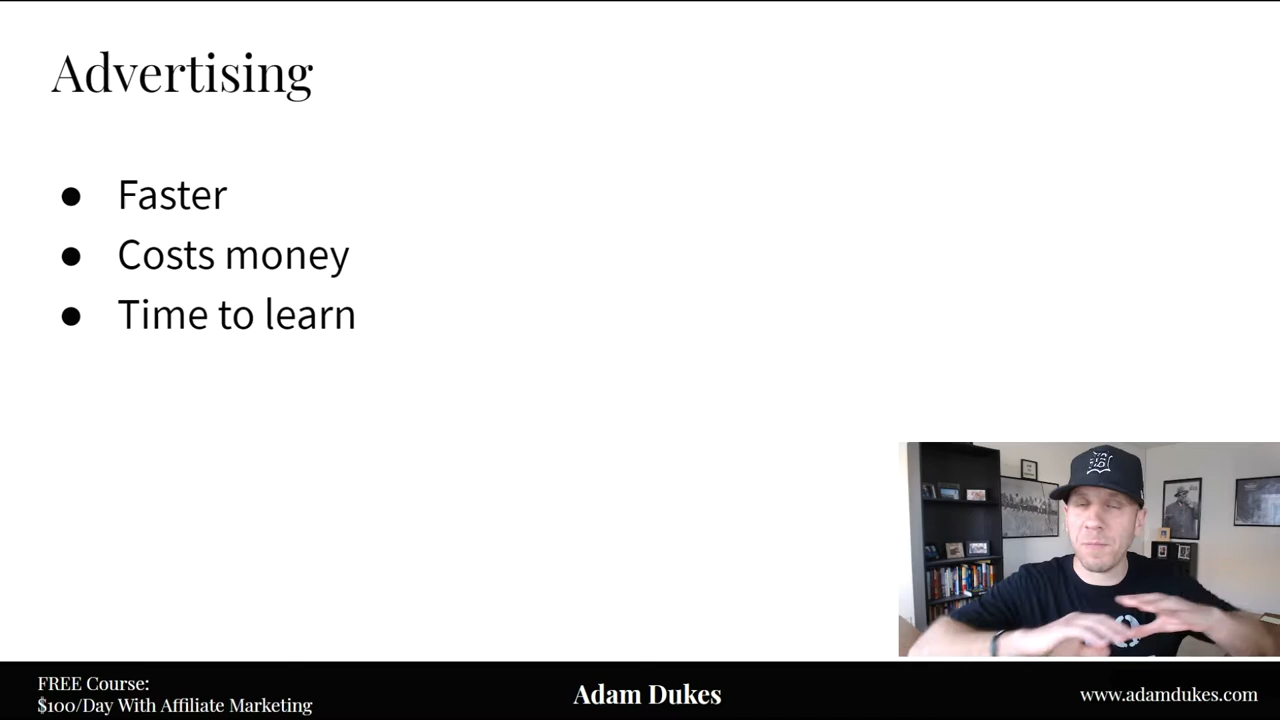 Advertising
● Faster
● Costs money
● Time to learn
FREE Course:
$100/Day With Affiliate Marketing
Adam Dukes
www.adamdukes.com